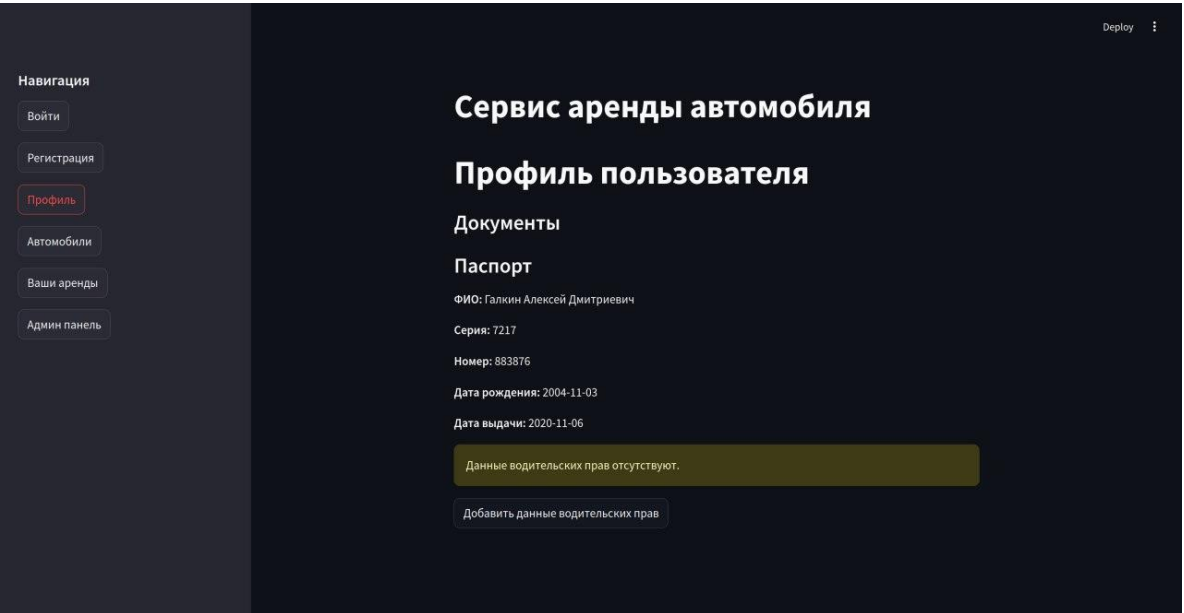 Deploy
Навигация
Войти
Регистрация
Профиль
Автомобили
Ваши аренды
Админ панель
Сервис аренды автомобиля
Профиль пользователя
Документы
Паспорт
ФИО: Галкин Алексей Дмитриевич
Серия: 7217
Номер: 883876
Дата рождения: 2004-11-03
Дата выдачи: 2020-11-06
Данные водительских прав отсутствуют.
Добавить данные водительских прав